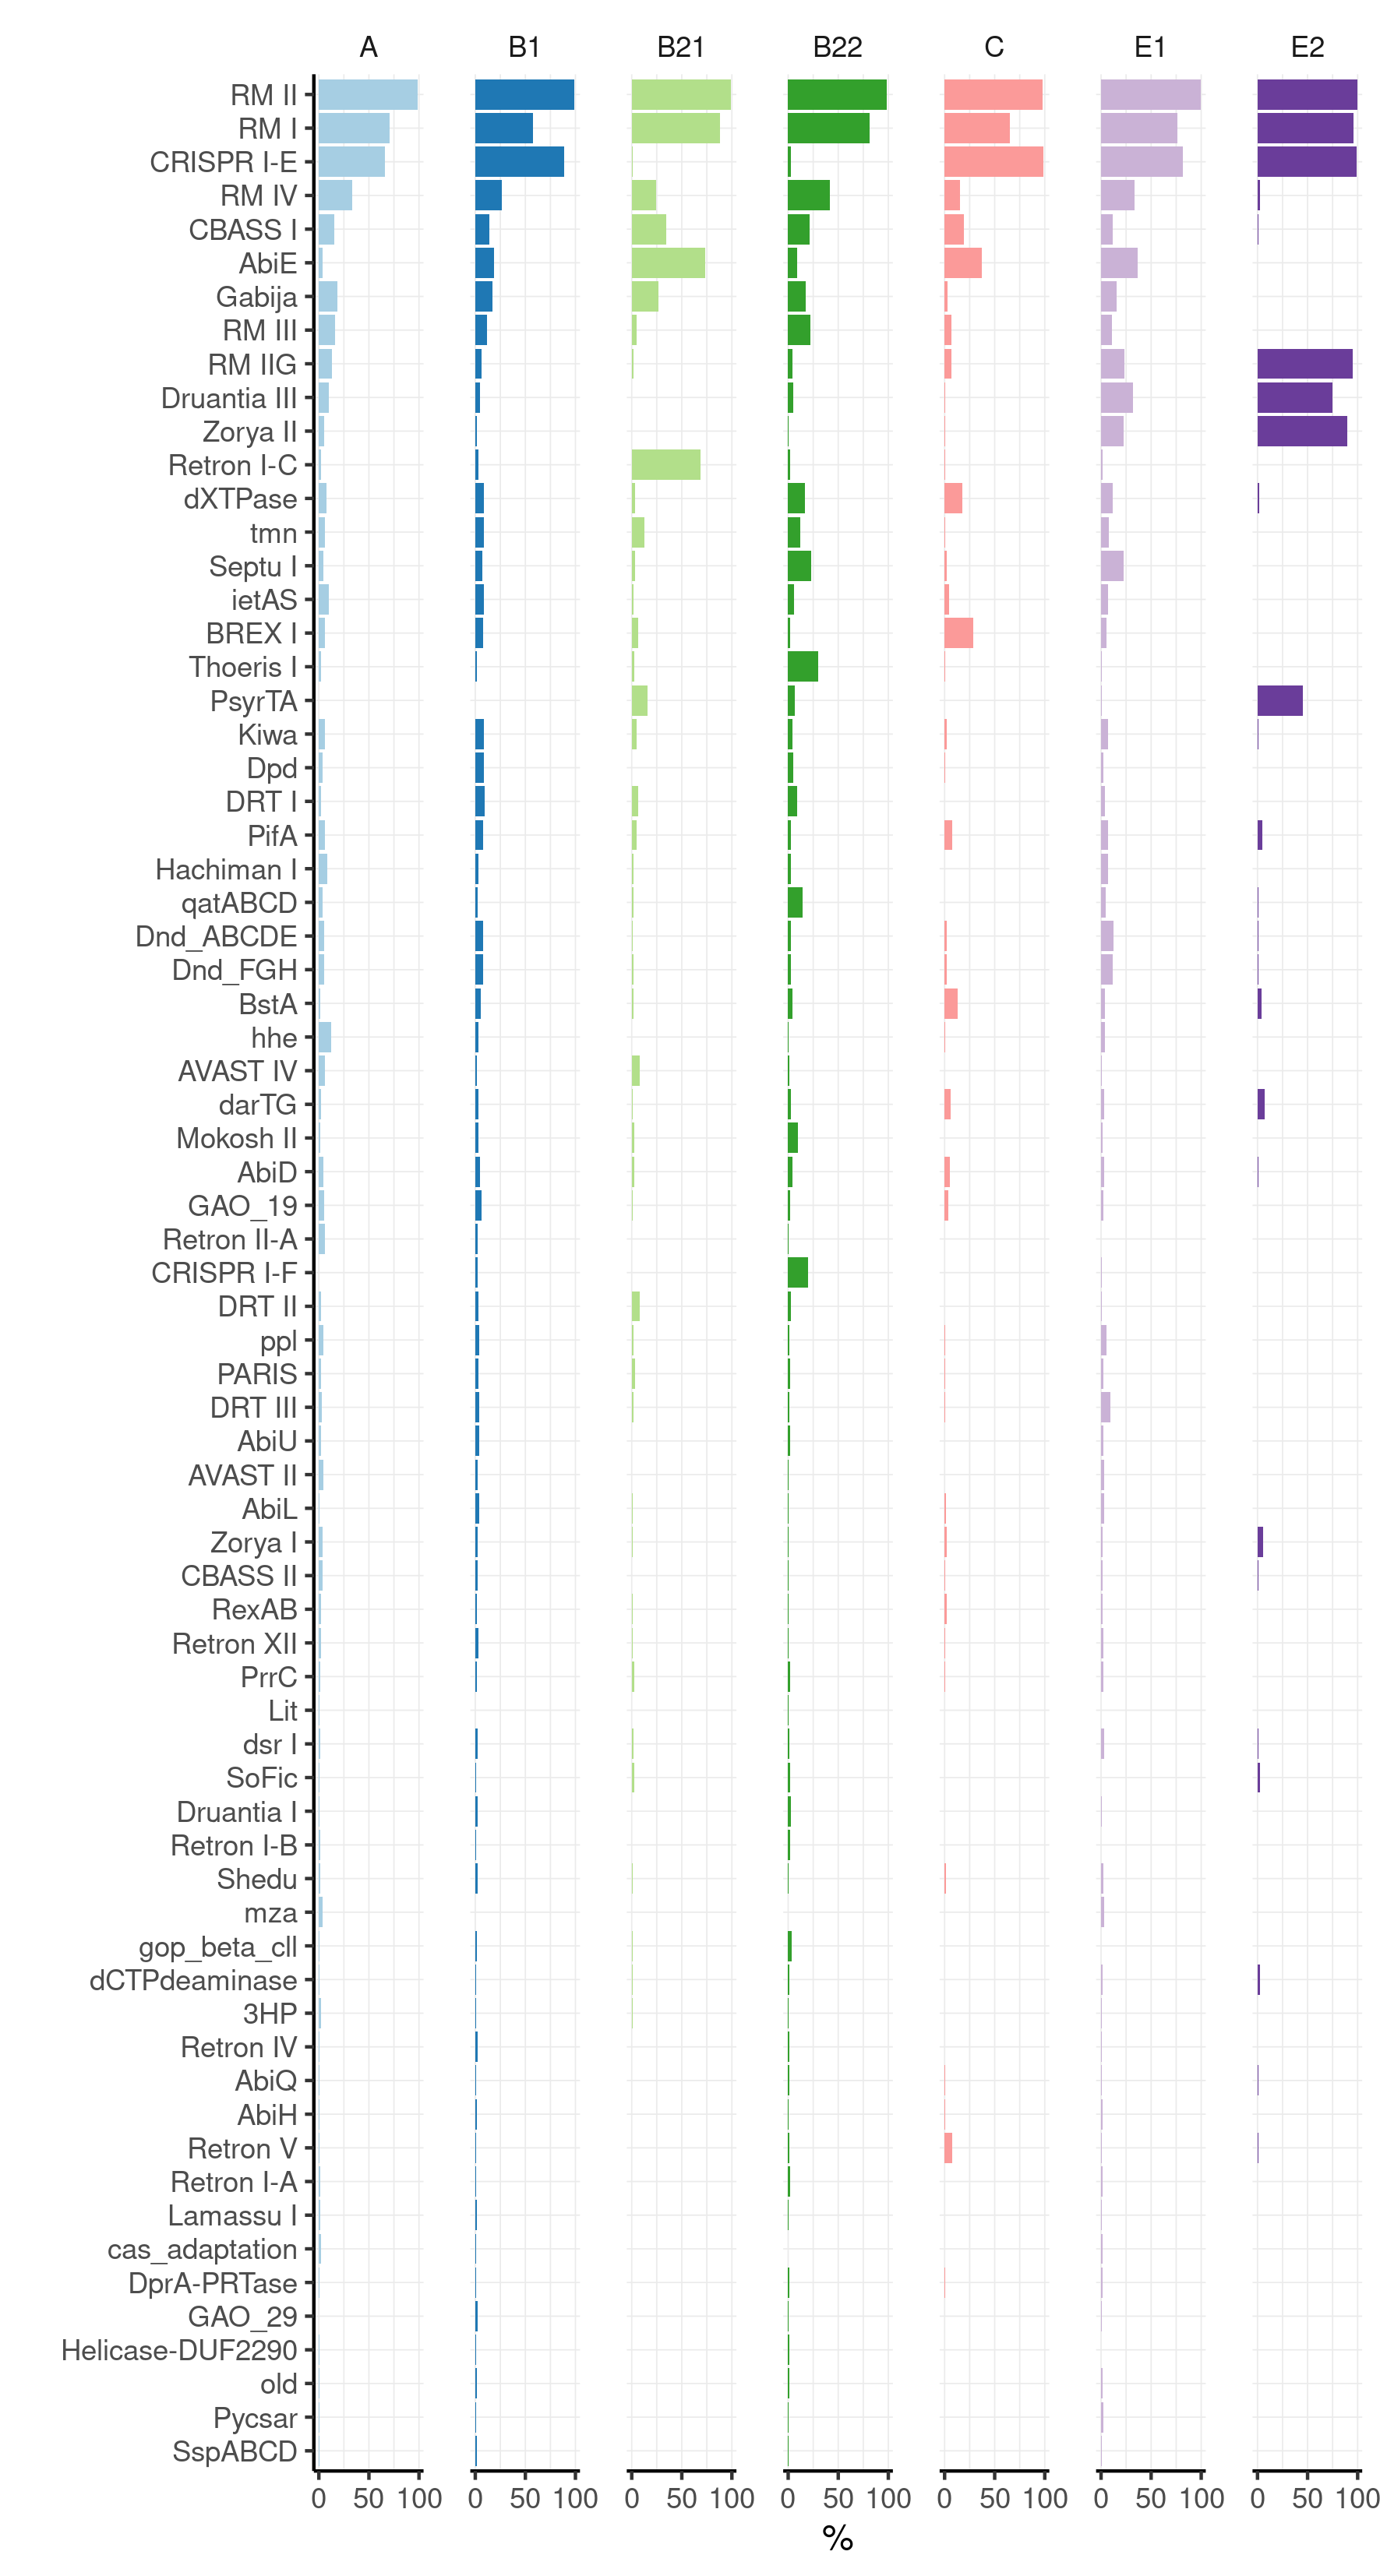 A B1 B21 B22 C E1 E2
RM II
RM I
CRISPR I-E
RM IV
CBASS I
AbiE
Gabija
RM III
RM IIG
Druantia III
Zorya II
Retron I-C
dXTPase
tmn
Septu I
ietAS
BREX I
Thoeris I
PsyrTA
Kiwa
Dpd
DRT I
PifA
Hachiman I
qatABCD
Dnd_ABCDE
Dnd_FGH
BstA
hhe
AVAST IV
darTG
Mokosh II
AbiD
GAO_19
Retron II-A
CRISPR I-F
DRT II
ppl
PARIS
DRT III
AbiU
AVAST II
AbiL
Zorya I
CBASS II
RexAB
Retron XII
PrrC
Lit
dsr I
SoFic
Druantia I
Retron I-B
Shedu
mza
gop_beta_cll
dCTPdeaminase
3HP
Retron IV
AbiQ
AbiH
Retron V
Retron I-A
Lamassu I
cas_adaptation
DprA-PRTase
GAO_29
Helicase-DUF2290
old
Pycsar
SspABCD
0 50 100 0 50 100 0 50 100 0 50 100 0 50 100 0 50 100 0 50 100
%